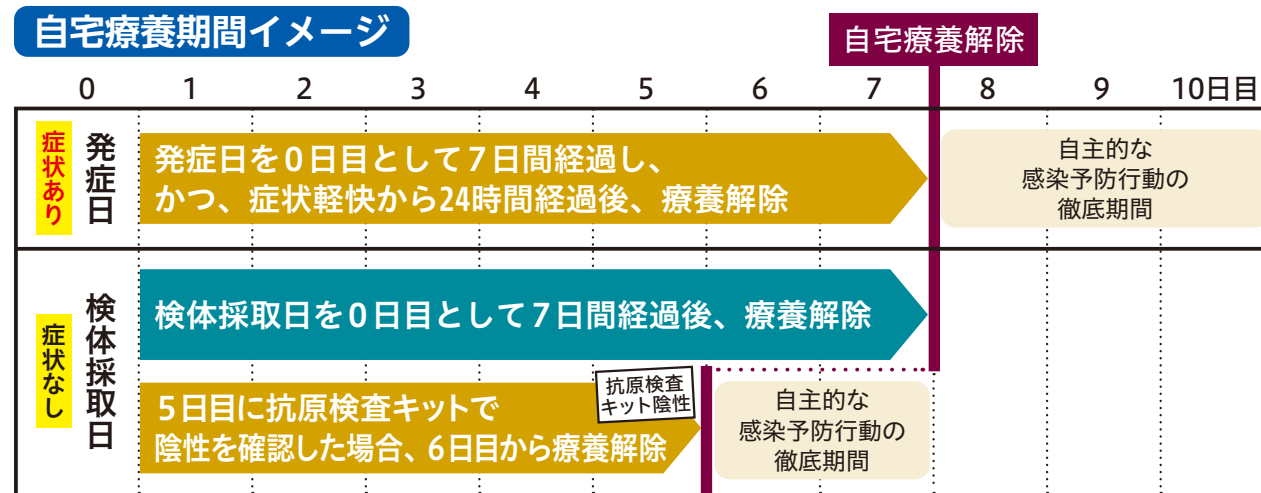 自宅療養期間イメージ
自宅療養解除
0 1 2 3 4 5 6 7 8 9 10日目
症状あり
発症日
発症日を0日目として7日間経過し、
かつ、症状軽快から24時間経過後、療養解除
自主的な
感染予防行動の
徹底期間
症状なし
検体採取日
検体採取日を0日目として7日間経過後、療養解除
5日目に抗原検査キットで
陰性を確認した場合、6日目から療養解除
抗原検査
キット陰性
自主的な
感染予防行動の
徹底期間